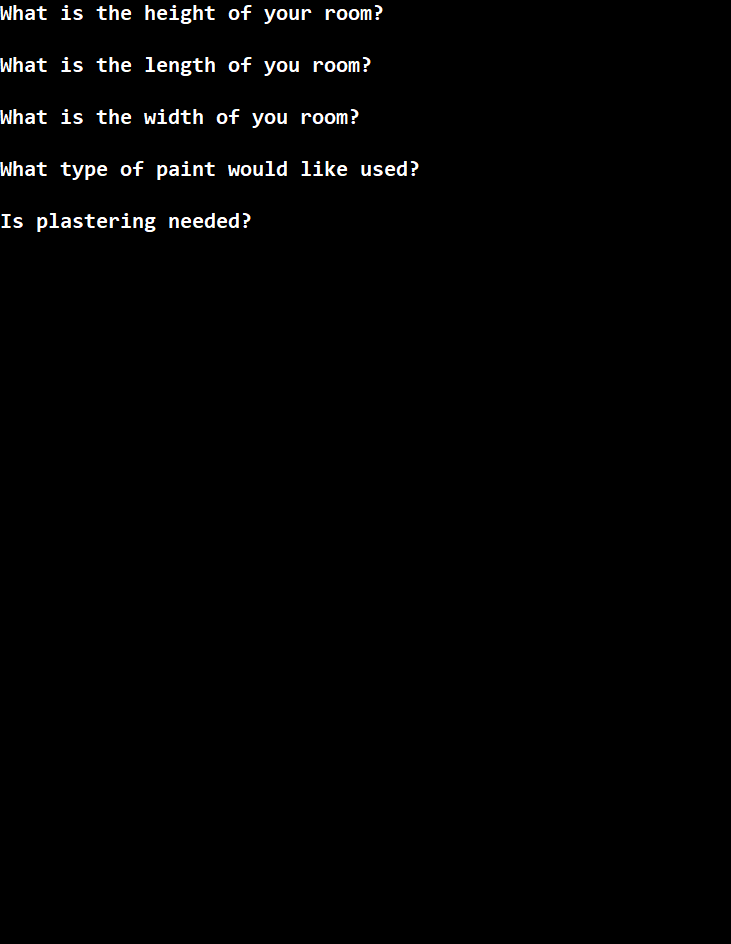 What is the height of your room?
What is the length of you room?
What is the width of you room?
What type of paint would like used?
Is plastering needed?